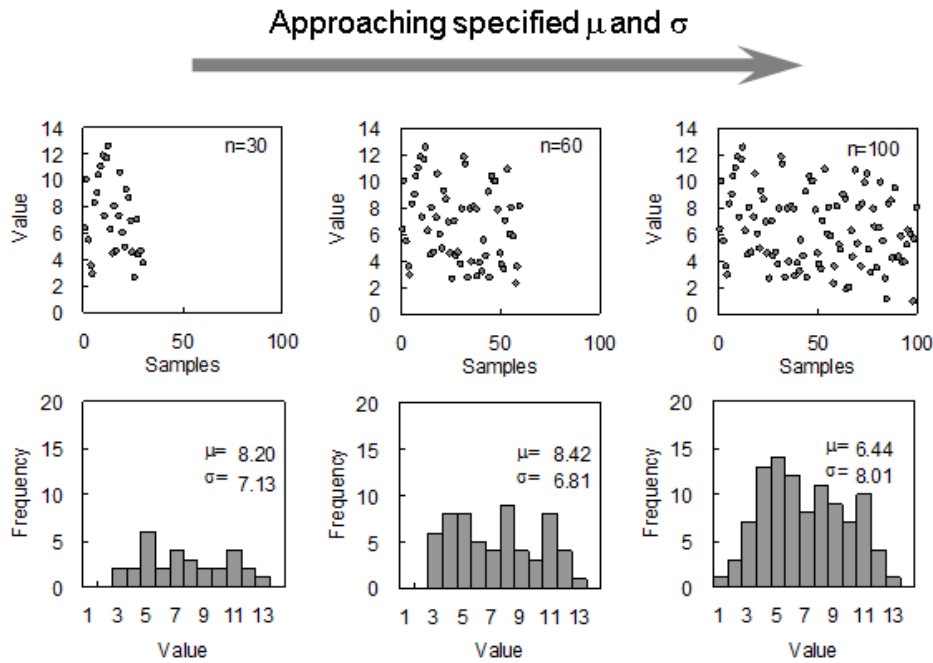 Approaching specified μ and σ
14
12
10
8
6
4
2
0
Value
n=30
0 50 100
Samples
14
12
10
8
6
4
2
0
Value
n=60
0 50 100
Samples
14
12
10
8
6
4
2
0
Value
n=100
0 50 100
Samples
20
15
10
5
0
Frequency
μ= 8.20
σ= 7.13
1 3 5 7 9 11 13
Value
20
15
10
5
0
Frequency
μ= 8.42
σ= 6.81
1 3 5 7 9 11 13
Value
20
15
10
5
0
Frequency
μ= 6.44
σ= 8.01
1 3 5 7 9 11 13
Value